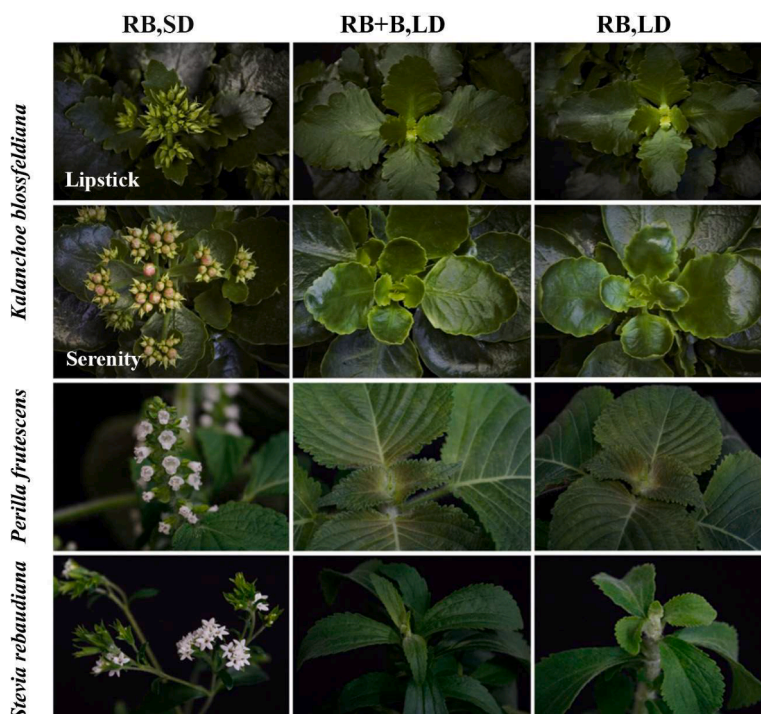 RB,SD
RB+B,LD
RB,LD
Kalanchoe blossfeldiana
Lipstick
Serenity
Perilla frutescens
Stevia rebaudiana